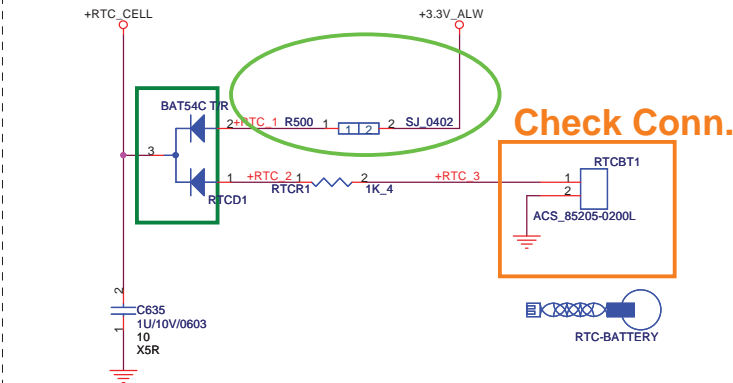 +RTC_CELL
+3.3V_ALW
BAT54C T/R
2
+RTC_1
R500
1
1
2
2
SJ_0402
Check Conn.
3
RTCBT1
1
+RTC_2
1
2
+RTC_3
1
RTCR1
1K_4
2
RTCD1
ACS_85205-0200L
2
C635
1U/10V/0603
1
10
X5R
RTC-BATTERY